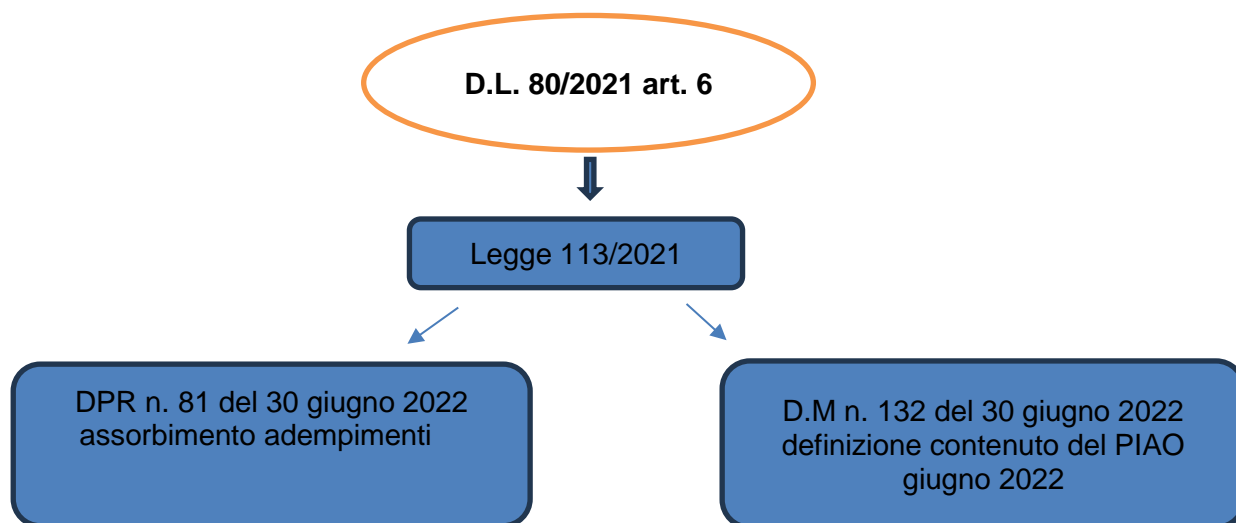 D.L. 80/2021 art. 6
Legge 113/2021
DPR n. 81 del 30 giugno 2022
assorbimento adempimenti
D.M n. 132 del 30 giugno 2022
definizione contenuto del PIAO
giugno 2022